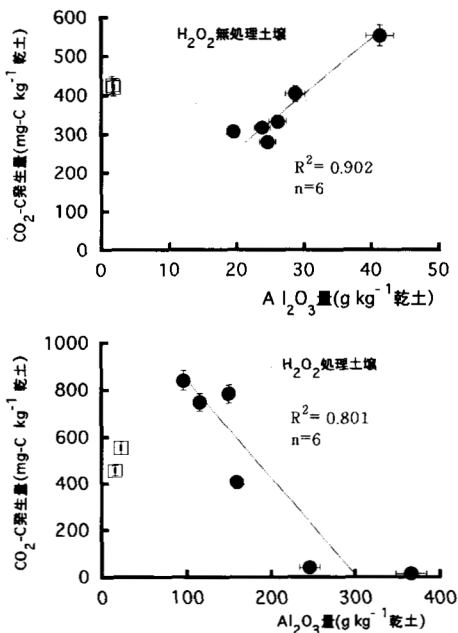 600
500
400
300
200
100
0
CO₂-C発生量(mg-C kg⁻¹乾土)
H₂O₂無処理土壌
R²= 0.902
n=6
0 10 20 30 40 50
A l₂O₃量(g kg⁻¹乾土)
1000
800
600
400
200
0
CO₂-C発生量(mg-C kg⁻¹乾土)
H₂O₂処理土壌
R²= 0.801
n=6
0 100 200 300 400
Al₂O₃量(g kg⁻¹乾土)